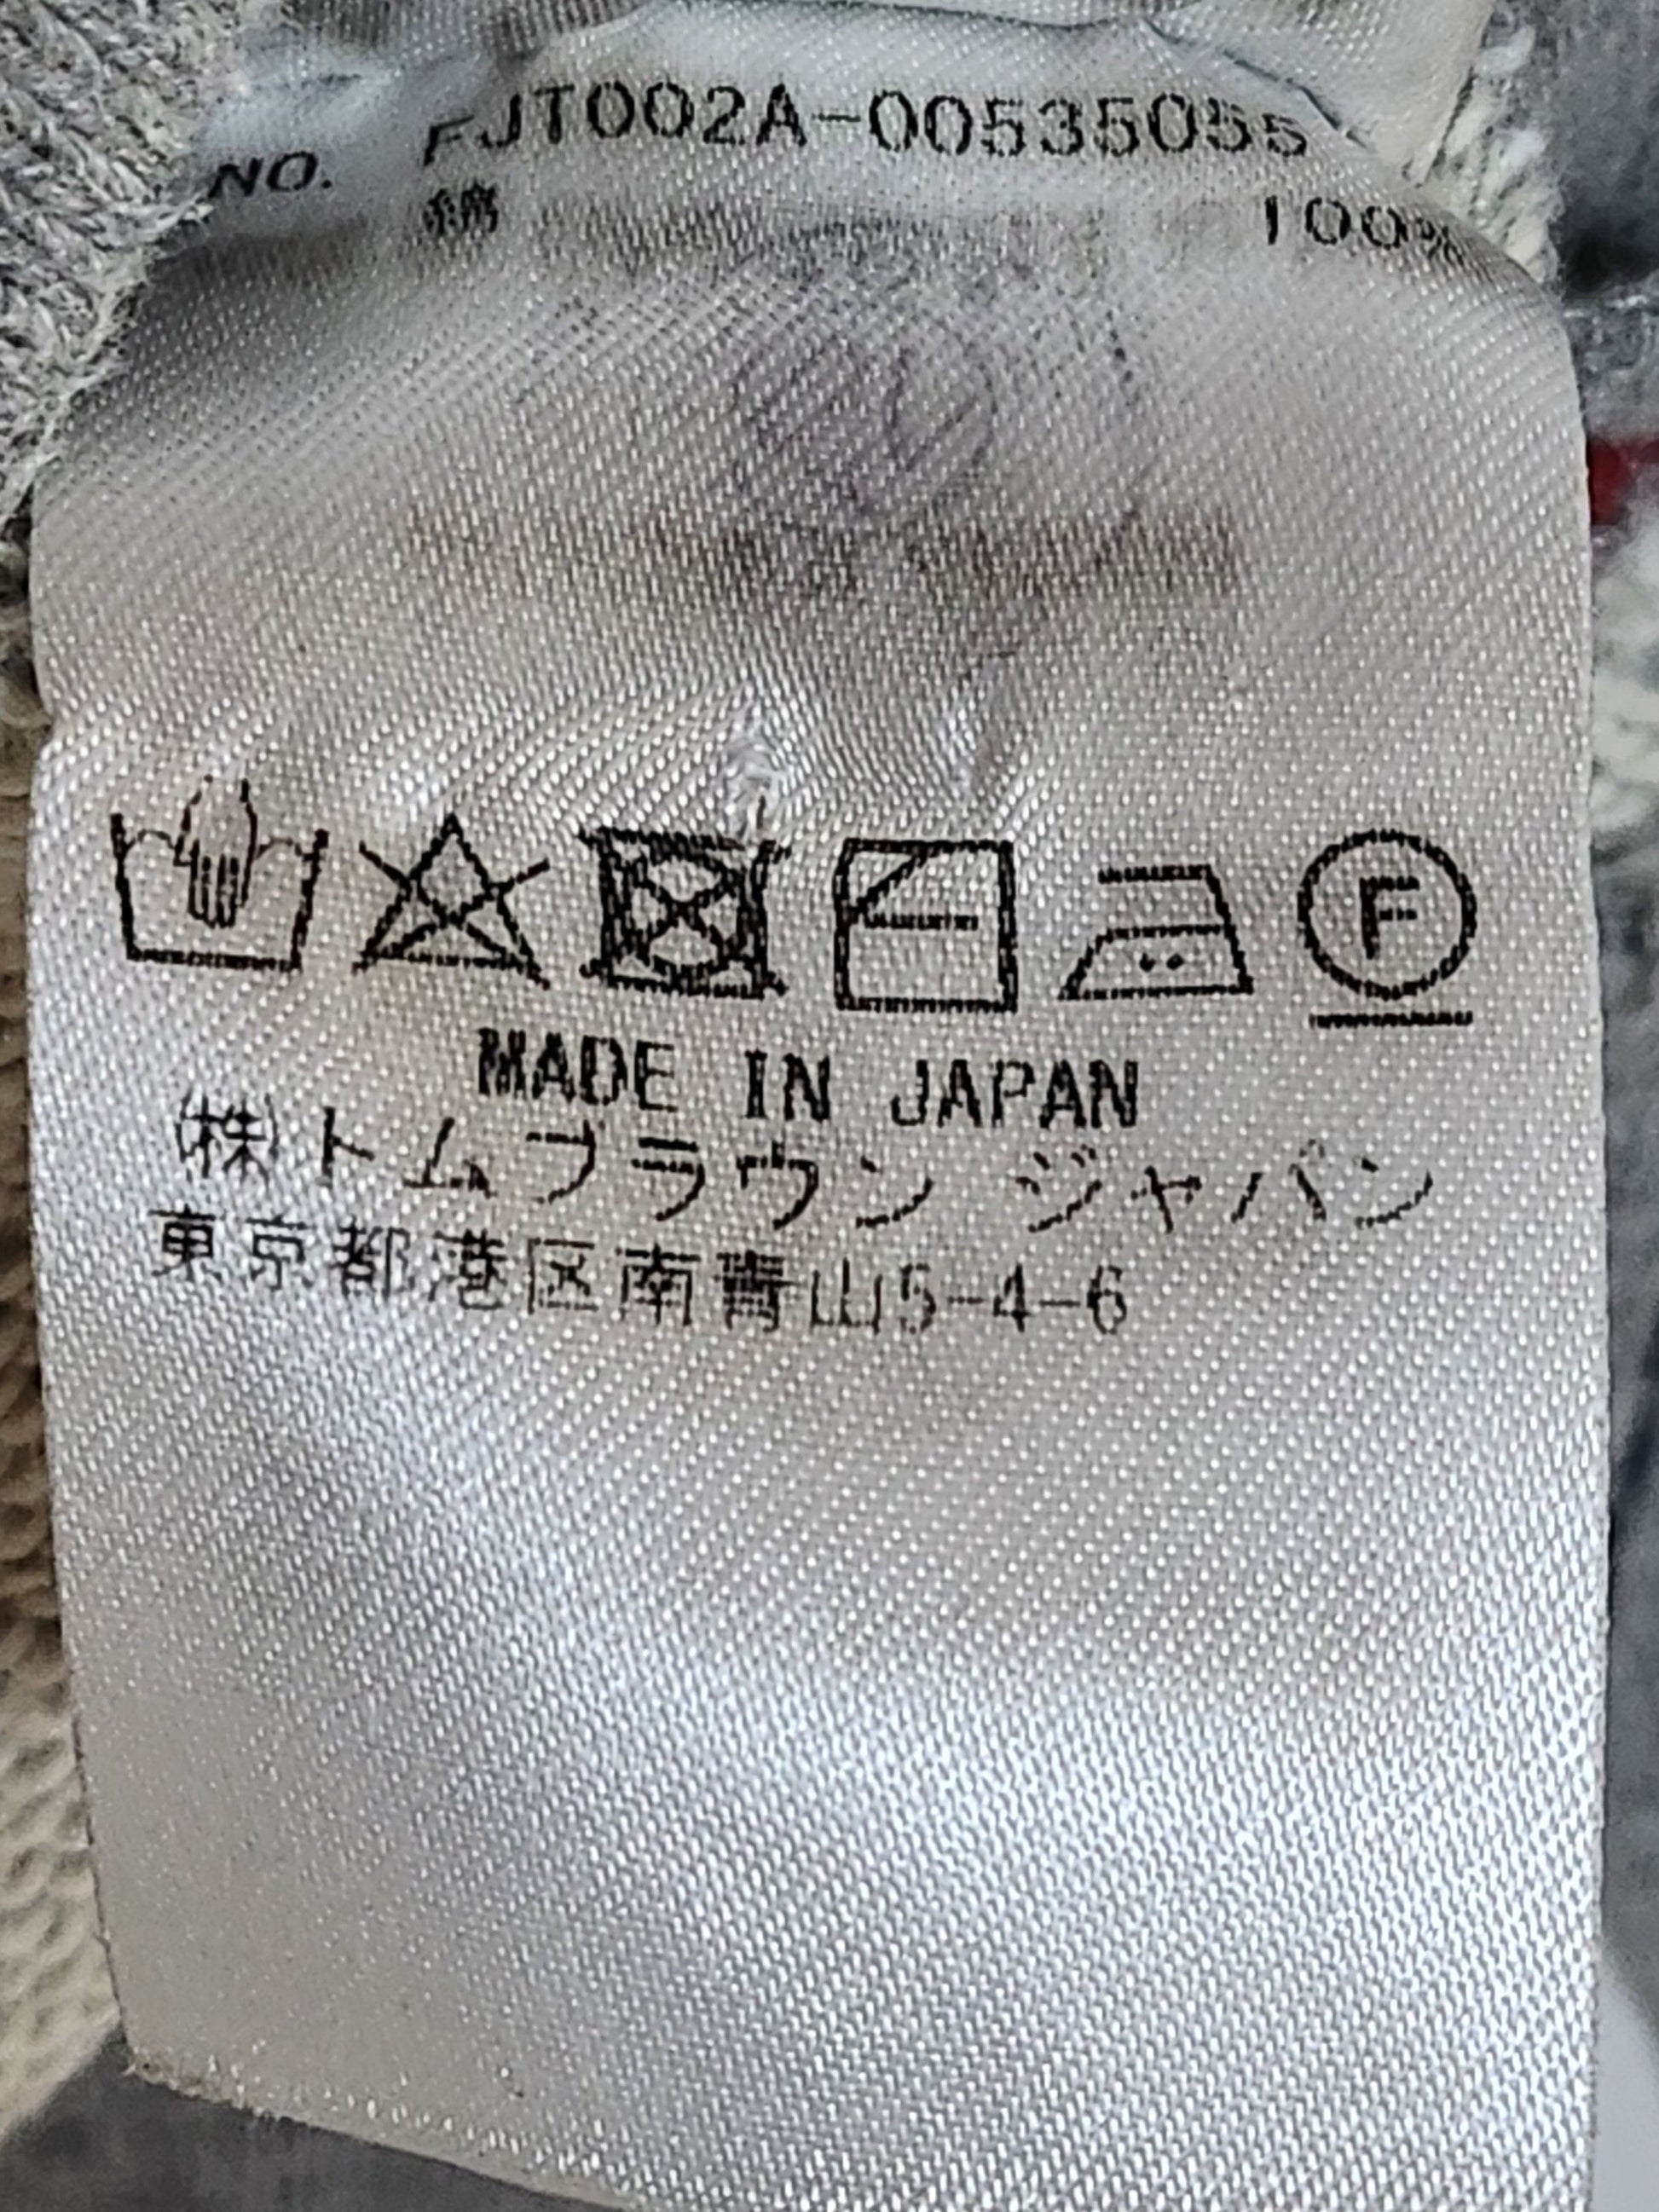 NO. FJT002A-00535055
綿 100%
F
MADE IN JAPAN
㈱トムブラウン ジャパン
東京都港区南青山5-4-6